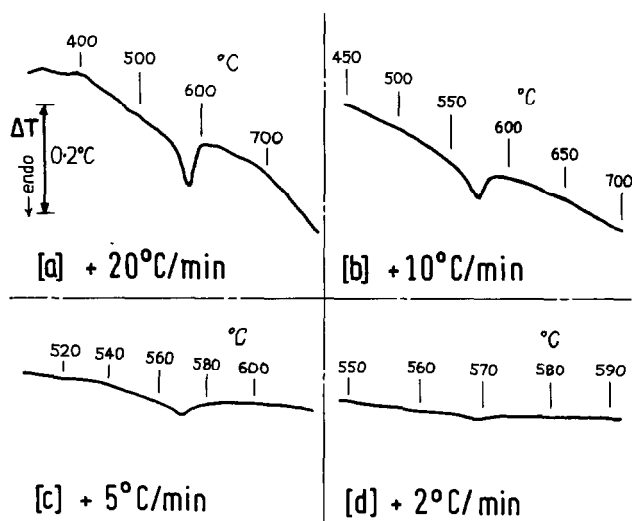 400
500
°C
600
700
ΔT
0·2°C
← endo
[a] + 20°C/min
450
500
550
°C
600
650
700
[b] +10°C/min
520
540
560
°C
580
600
[c] + 5°C/min
550
560
570
°C
580
590
[d] + 2°C/min